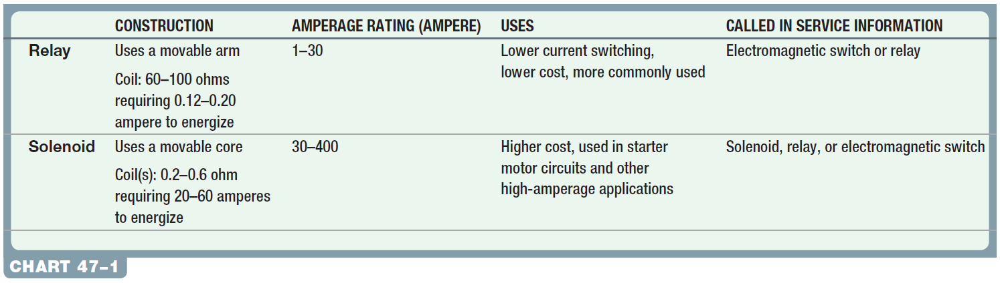 CONSTRUCTION AMPERAGE RATING (AMPERE) USES CALLED IN SERVICE INFORMATION
Relay Uses a movable arm 1–30 Lower current switching, Electromagnetic switch or relay
lower cost, more commonly used
Coil: 60–100 ohms
requiring 0.12–0.20
ampere to energize
Solenoid Uses a movable core 30–400 Higher cost, used in starter Solenoid, relay, or electromagnetic switch
motor circuits and other
Coil(s): 0.2–0.6 ohm
high-amperage applications
requiring 20–60 amperes
to energize
CHART 47–1